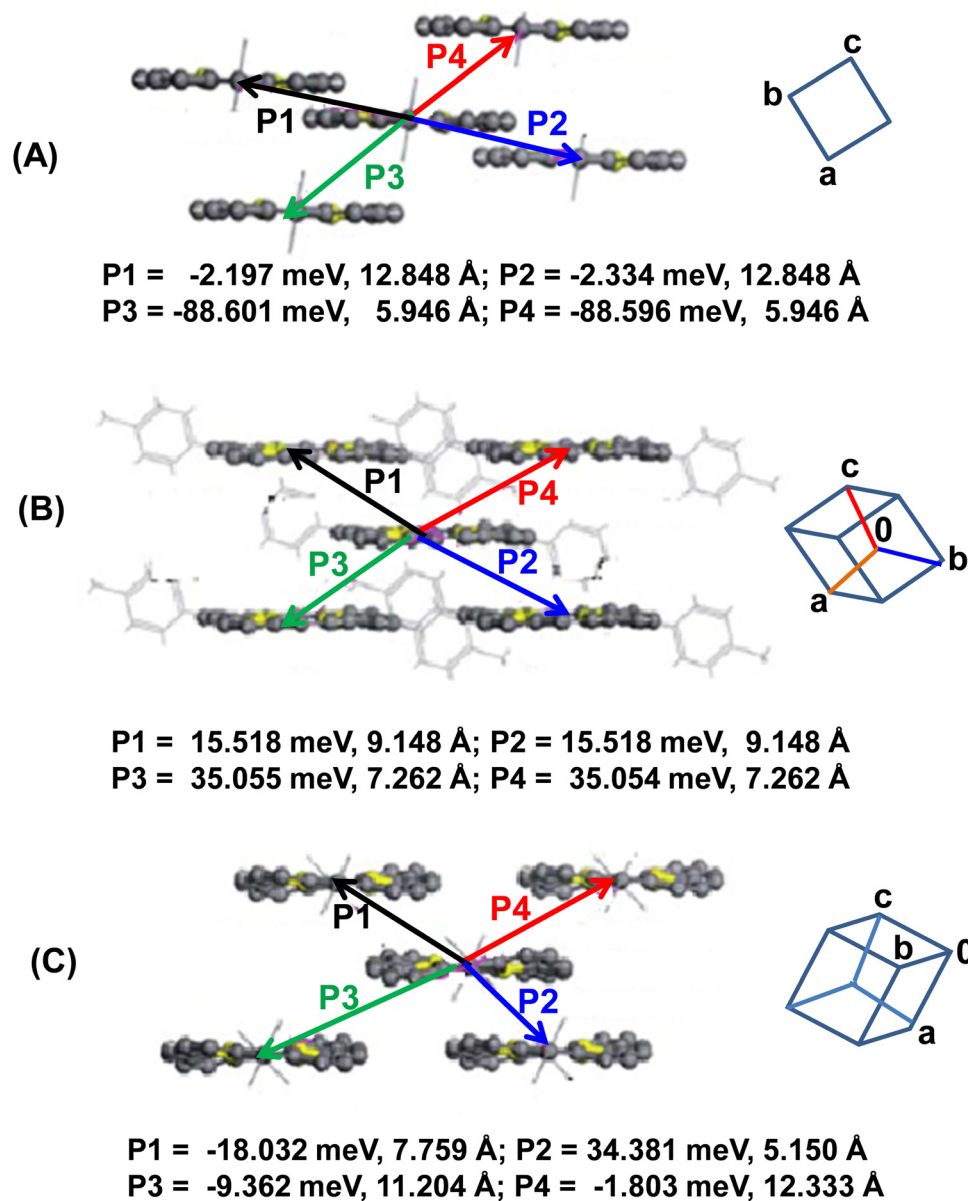 P4
c
b
P1
P2
(A)
P3
a
P1 = -2.197 meV, 12.848 Å; P2 = -2.334 meV, 12.848 Å
P3 = -88.601 meV, 5.946 Å; P4 = -88.596 meV, 5.946 Å
c
P1
P4
(B)
0
b
P3
P2
a
P1 = 15.518 meV, 9.148 Å; P2 = 15.518 meV, 9.148 Å
P3 = 35.055 meV, 7.262 Å; P4 = 35.054 meV, 7.262 Å
c
P1
P4
b
0
(C)
P3
P2
a
P1 = -18.032 meV, 7.759 Å; P2 = 34.381 meV, 5.150 Å
P3 = -9.362 meV, 11.204 Å; P4 = -1.803 meV, 12.333 Å